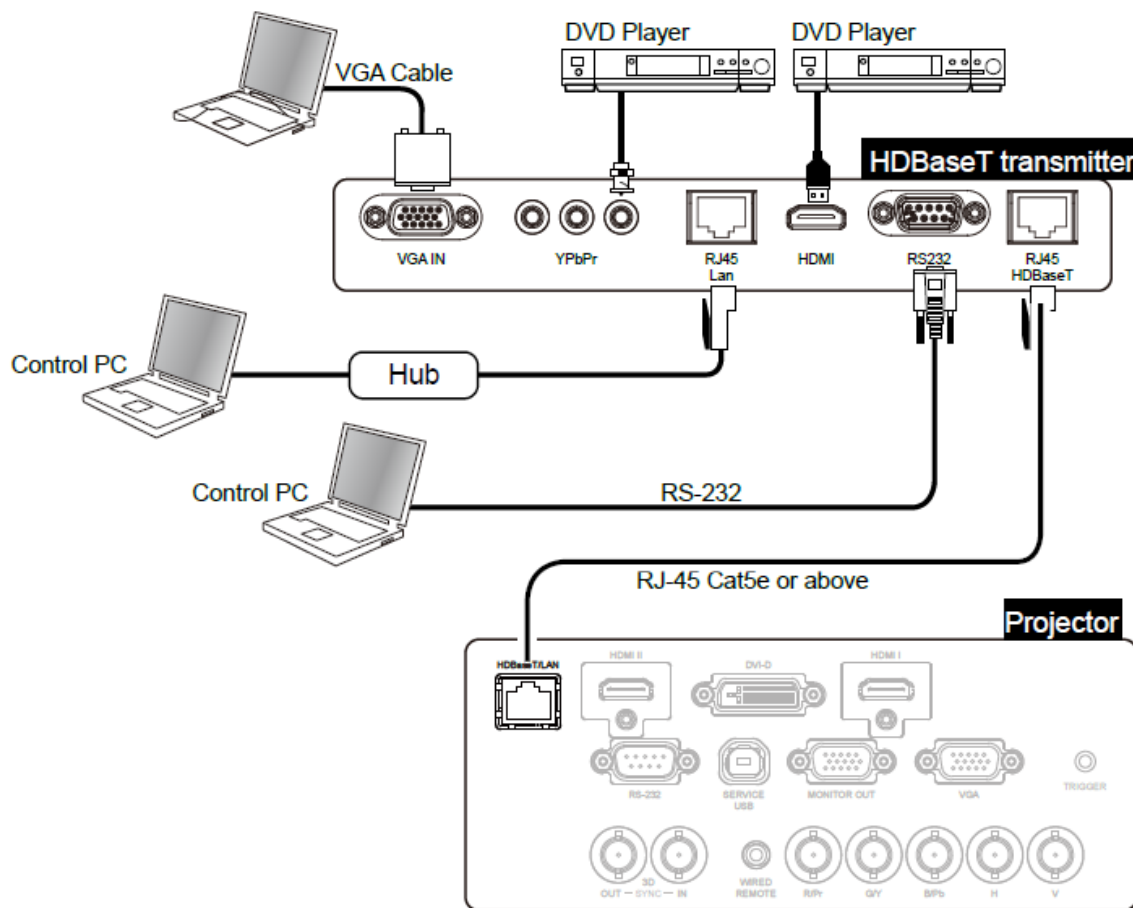 DVD Player
DVD Player
VGA Cable
HDBaseT transmitter
VGA IN
YPbPr
RJ45
Lan
HDMI
RS232
RJ45
HDBaseT
Control PC
Hub
Control PC
RS-232
RJ-45 Cat5e or above
Projector
HDBaseT/LAN
HDMI II
DVI-D
HDMI I
RS-232
SERVICE
USB
MONITOR OUT
VGA
TRIGGER
OUT
3D
SYNC
IN
WIRED
REMOTE
R/Pr
G/Y
B/Pb
H
V